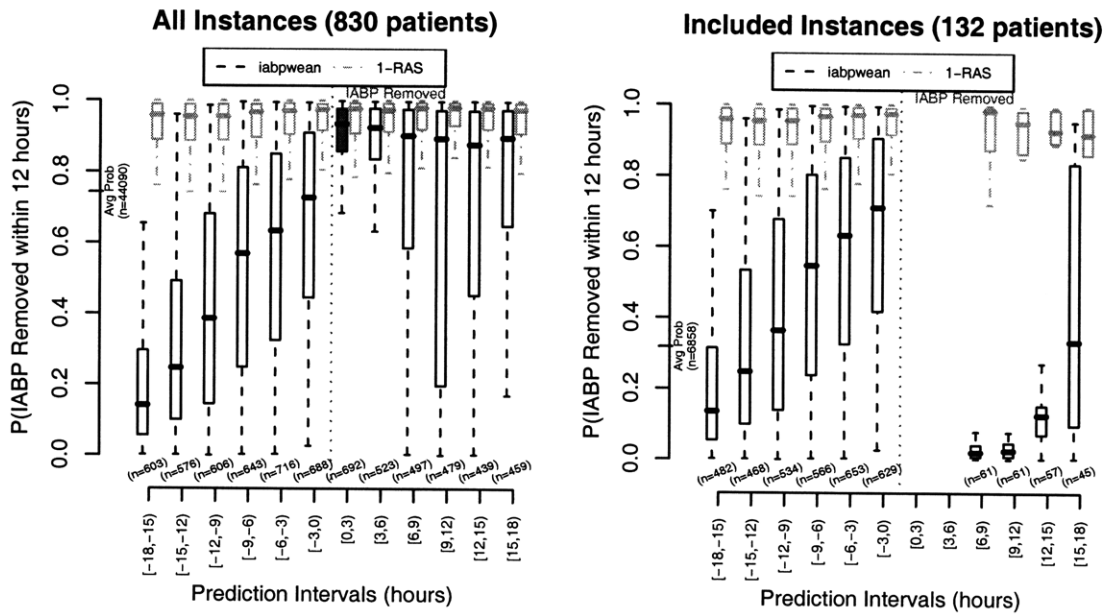 All Instances (830 patients)
iabpwean
1-RAS
IABP Removed
P(IABP Removed within 12 hours)
1.0
0.8
0.6
0.4
0.2
0.0
Avg Prob
(n=44090)
(n=603)
(n=576)
(n=606)
(n=643)
(n=716)
(n=688)
(n=692)
(n=523)
(n=497)
(n=479)
(n=439)
(n=459)
[-18,-15)
[-15,-12)
[-12,-9)
[-9,-6)
[-6,-3)
[-3,0)
[0,3)
[3,6)
[6,9)
[9,12)
[12,15)
[15,18)
Prediction Intervals (hours)
Included Instances (132 patients)
iabpwean
1-RAS
IABP Removed
P(IABP Removed within 12 hours)
1.0
0.8
0.6
0.4
0.2
0.0
Avg Prob
(n=6858)
(n=482)
(n=468)
(n=534)
(n=566)
(n=653)
(n=629)
(n=61)
(n=61)
(n=57)
(n=45)
[-18,-15)
[-15,-12)
[-12,-9)
[-9,-6)
[-6,-3)
[-3,0)
[0,3)
[3,6)
[6,9)
[9,12)
[12,15)
[15,18)
Prediction Intervals (hours)